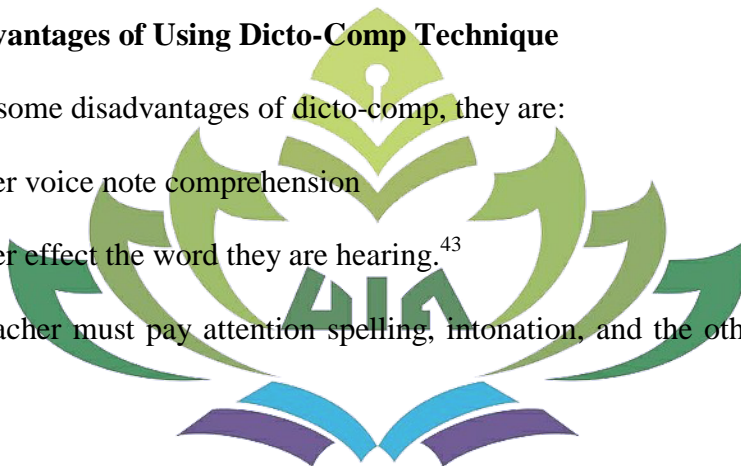 vantages of Using Dicto-Comp Technique
some disadvantages of dicto-comp, they are:
er voice note comprehension
er effect the word they are hearing.43
acher must pay attention spelling, intonation, and the oth